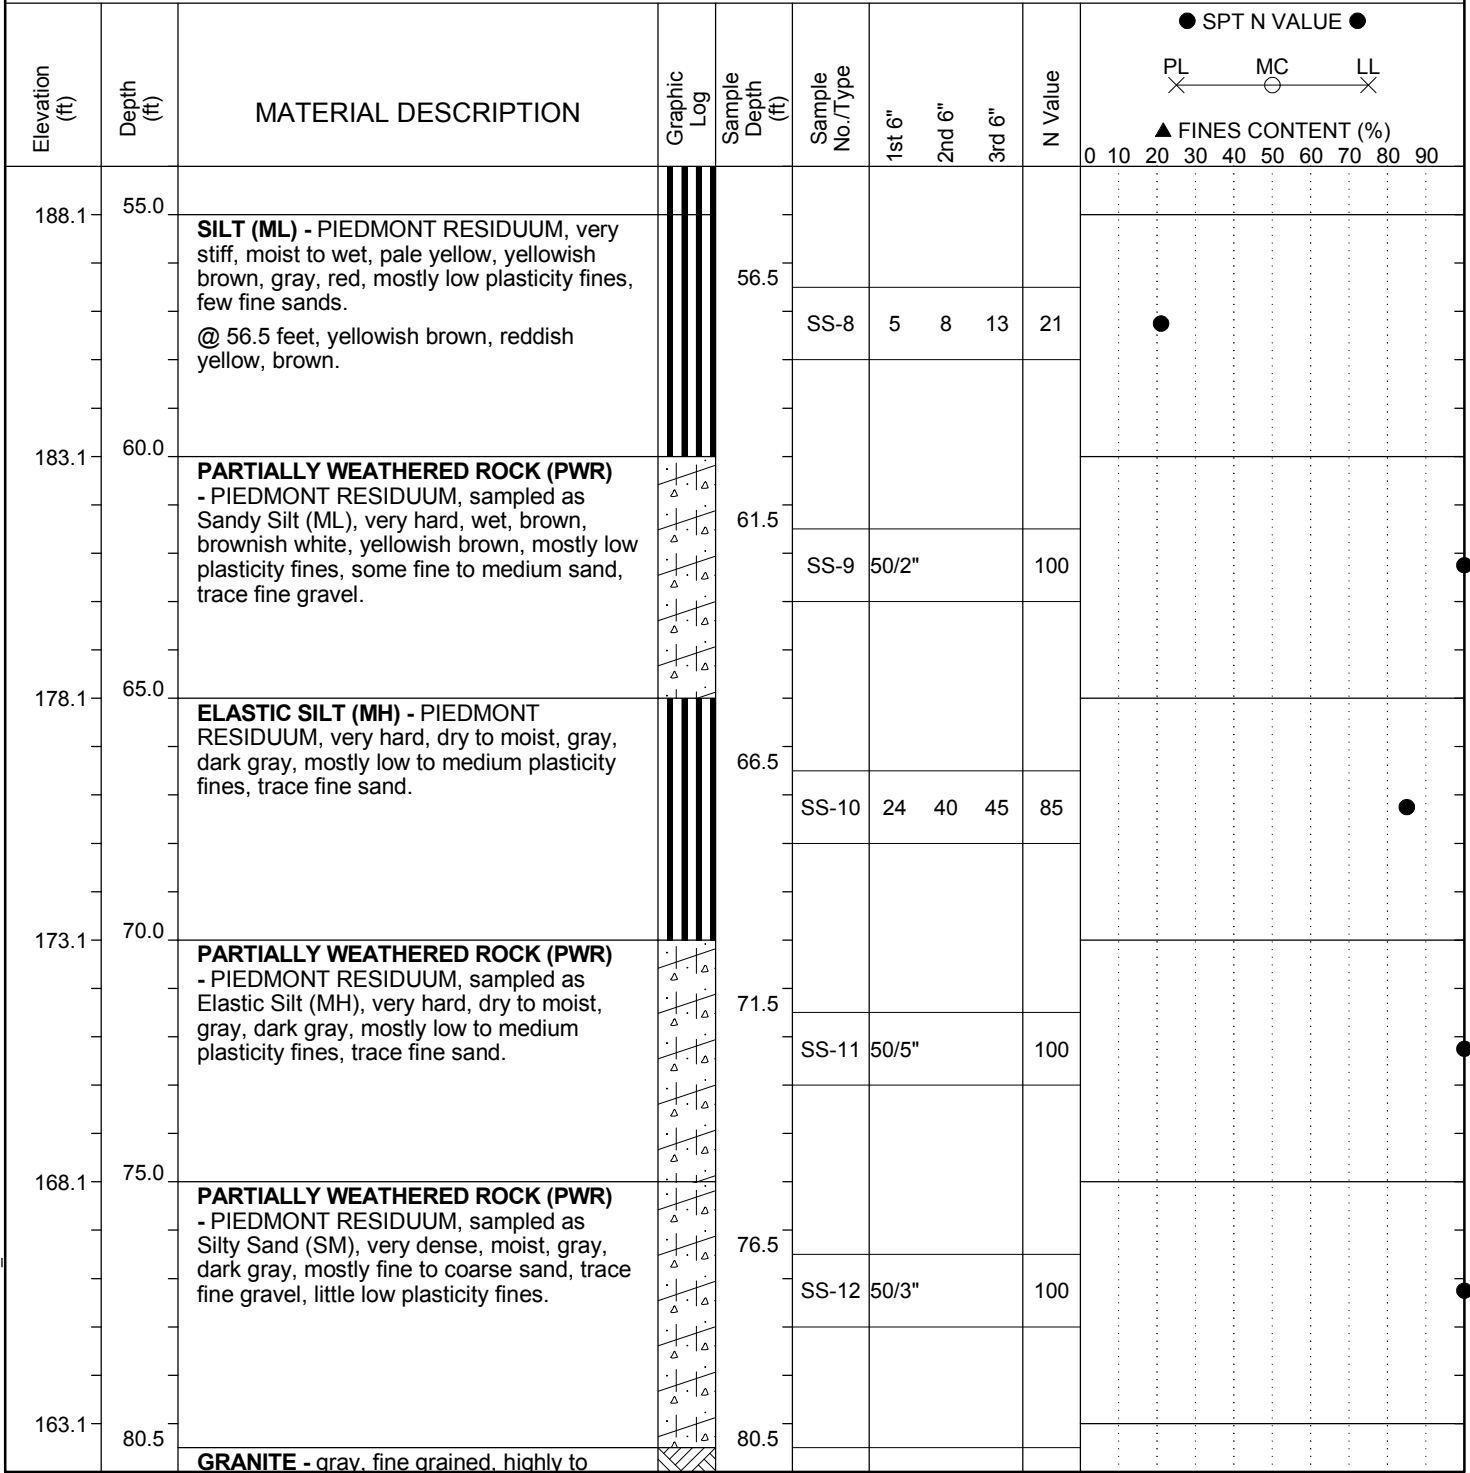 ● SPT N VALUE ●
PL MC LL
▲ FINES CONTENT (%)
0 10 20 30 40 50 60 70 80 90
Elevation (ft)
Depth (ft)
MATERIAL DESCRIPTION
Graphic Log
Sample Depth (ft)
Sample No./Type
1st 6"
2nd 6"
3rd 6"
N Value
188.1
55.0
SILT (ML) - PIEDMONT RESIDUUM, very
stiff, moist to wet, pale yellow, yellowish
brown, gray, red, mostly low plasticity fines,
few fine sands.
@ 56.5 feet, yellowish brown, reddish
yellow, brown.
56.5
SS-8 5 8 13 21
183.1
60.0
PARTIALLY WEATHERED ROCK (PWR)
- PIEDMONT RESIDUUM, sampled as
Sandy Silt (ML), very hard, wet, brown,
brownish white, yellowish brown, mostly low
plasticity fines, some fine to medium sand,
trace fine gravel.
61.5
SS-9 50/2" 100
178.1
65.0
ELASTIC SILT (MH) - PIEDMONT
RESIDUUM, very hard, dry to moist, gray,
dark gray, mostly low to medium plasticity
fines, trace fine sand.
66.5
SS-10 24 40 45 85
173.1
70.0
PARTIALLY WEATHERED ROCK (PWR)
- PIEDMONT RESIDUUM, sampled as
Elastic Silt (MH), very hard, dry to moist,
gray, dark gray, mostly low to medium
plasticity fines, trace fine sand.
71.5
SS-11 50/5" 100
168.1
75.0
PARTIALLY WEATHERED ROCK (PWR)
- PIEDMONT RESIDUUM, sampled as
Silty Sand (SM), very dense, moist, gray,
dark gray, mostly fine to coarse sand, trace
fine gravel, little low plasticity fines.
76.5
SS-12 50/3" 100
163.1
80.5
80.5
GRANITE - gray, fine grained, highly to